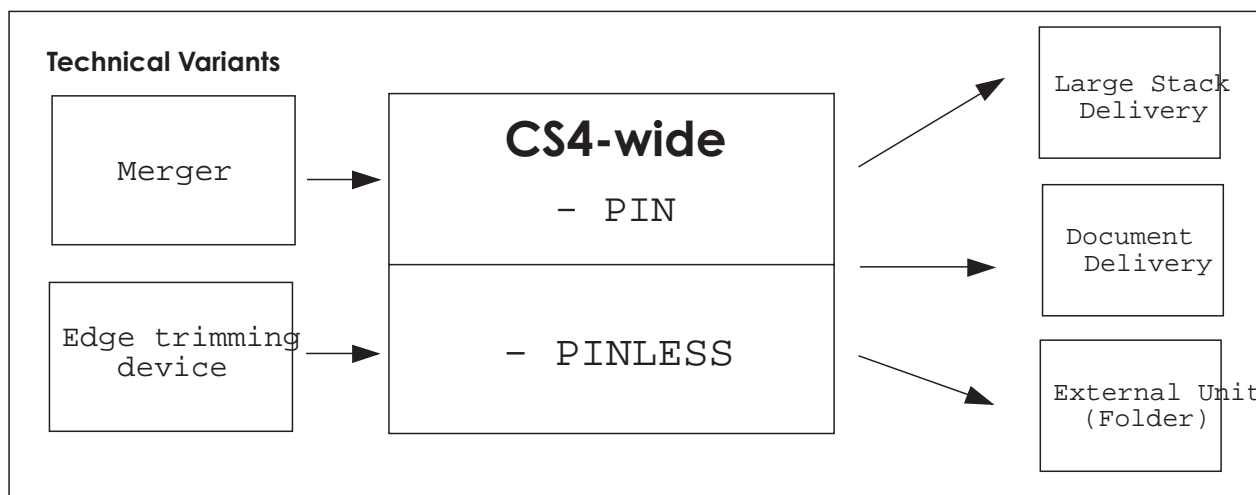 Technical Variants
Merger
Edge trimming
device
CS4-wide
- PIN
- PINLESS
Large Stack
Delivery
Document
Delivery
External Unit
(Folder)